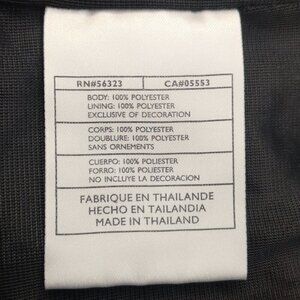 RN#56323 CA#05553
BODY: 100% POLYESTER
LINING: 100% POLYESTER
EXCLUSIVE OF DECORATION
CORPS: 100% POLYESTER
DOUBLURE: 100% POLYESTER
SANS ORNEMENTS
CUERPO: 100% POLIESTER
FORRO: 100% POLIESTER
NO INCLUYE LA DECORACION
FABRIQUE EN THAILANDE
HECHO EN TAILANDIA
MADE IN THAILAND